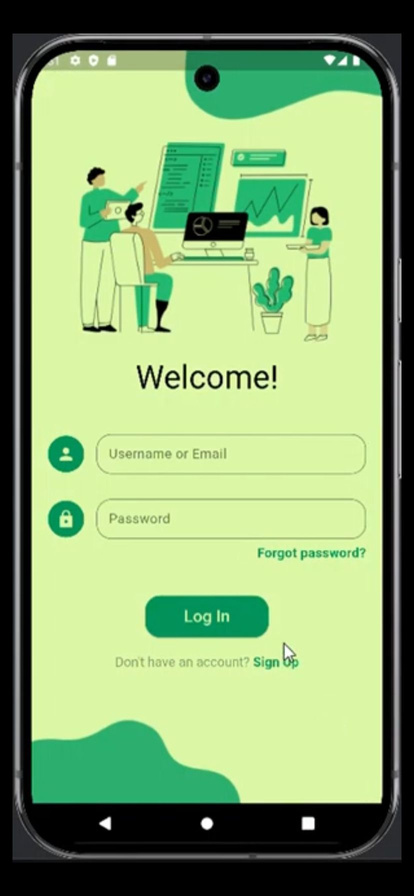 Welcome!
Username or Email
Password
Forgot password?
Log In
Don't have an account? Sign Up